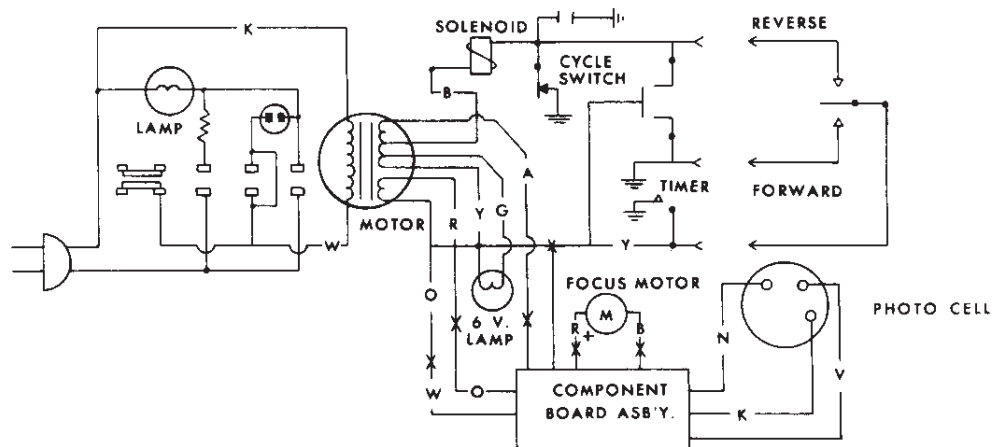 K
SOLENOID
REVERSE
CYCLE
SWITCH
B
LAMP
A
TIMER
FORWARD
MOTOR
R
Y
G
W
Y
O
FOCUS MOTOR
PHOTO CELL
R
M
B
+
6 V.
LAMP
N
V
W
O
COMPONENT
BOARD ASB'Y.
K